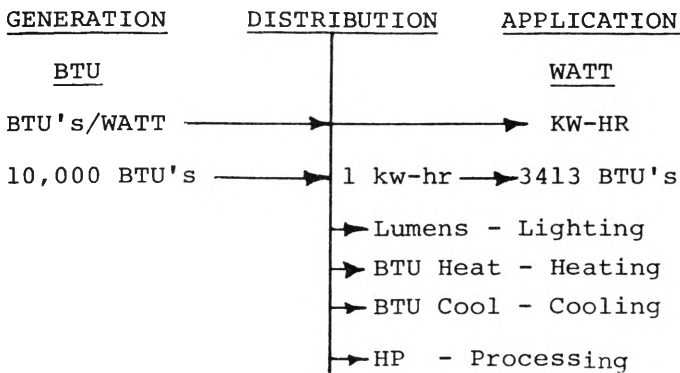 GENERATION DISTRIBUTION APPLICATION
BTU WATT
BTU's/WATT KW-HR
10,000 BTU's 1 kw-hr 3413 BTU's
Lumens - Lighting
BTU Heat - Heating
BTU Cool - Cooling
HP - Processing